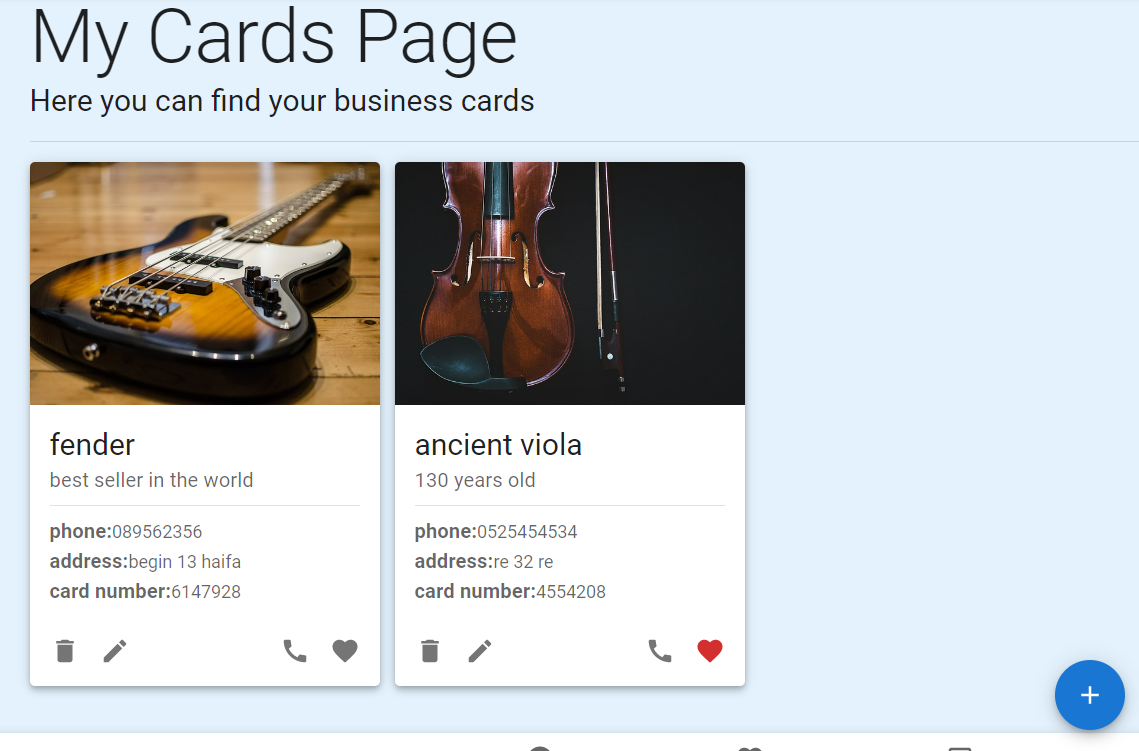 My Cards Page
Here you can find your business cards
fender
best seller in the world
phone:089562356
address:begin 13 haifa
card number:6147928
ancient viola
130 years old
phone:0525454534
address:re 32 re
card number:4554208